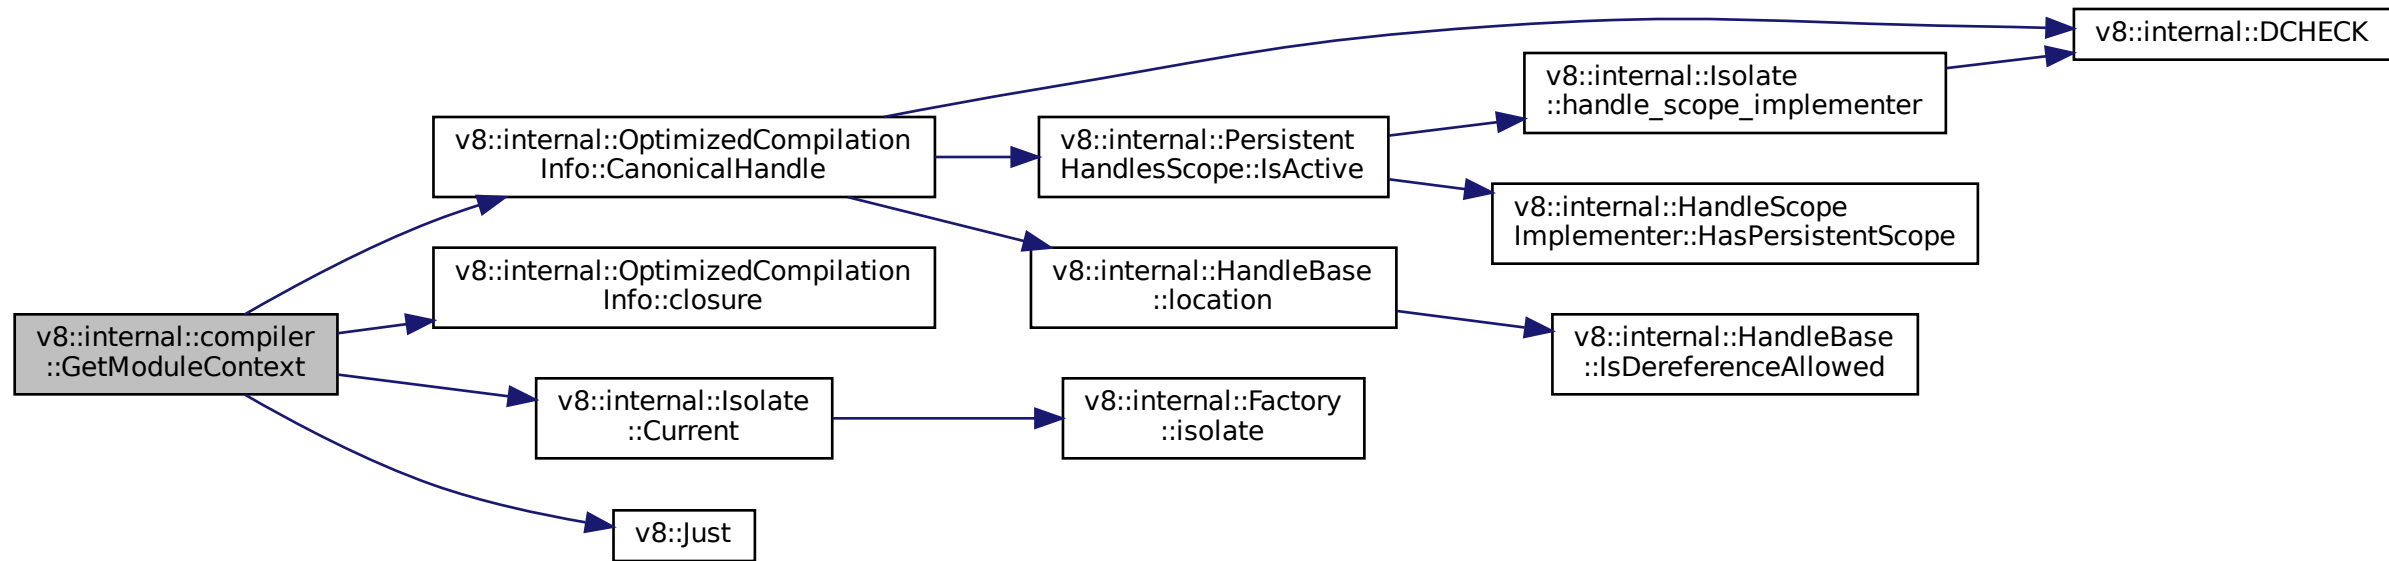 v8::internal::compiler
::GetModuleContext
v8::internal::OptimizedCompilation
Info::CanonicalHandle
v8::internal::OptimizedCompilation
Info::closure
v8::internal::Isolate
::Current
v8::Just
v8::internal::Persistent
HandlesScope::IsActive
v8::internal::HandleBase
::location
v8::internal::Factory
::isolate
v8::internal::Isolate
::handle_scope_implementer
v8::internal::HandleScope
Implementer::HasPersistentScope
v8::internal::HandleBase
::IsDereferenceAllowed
v8::internal::DCHECK